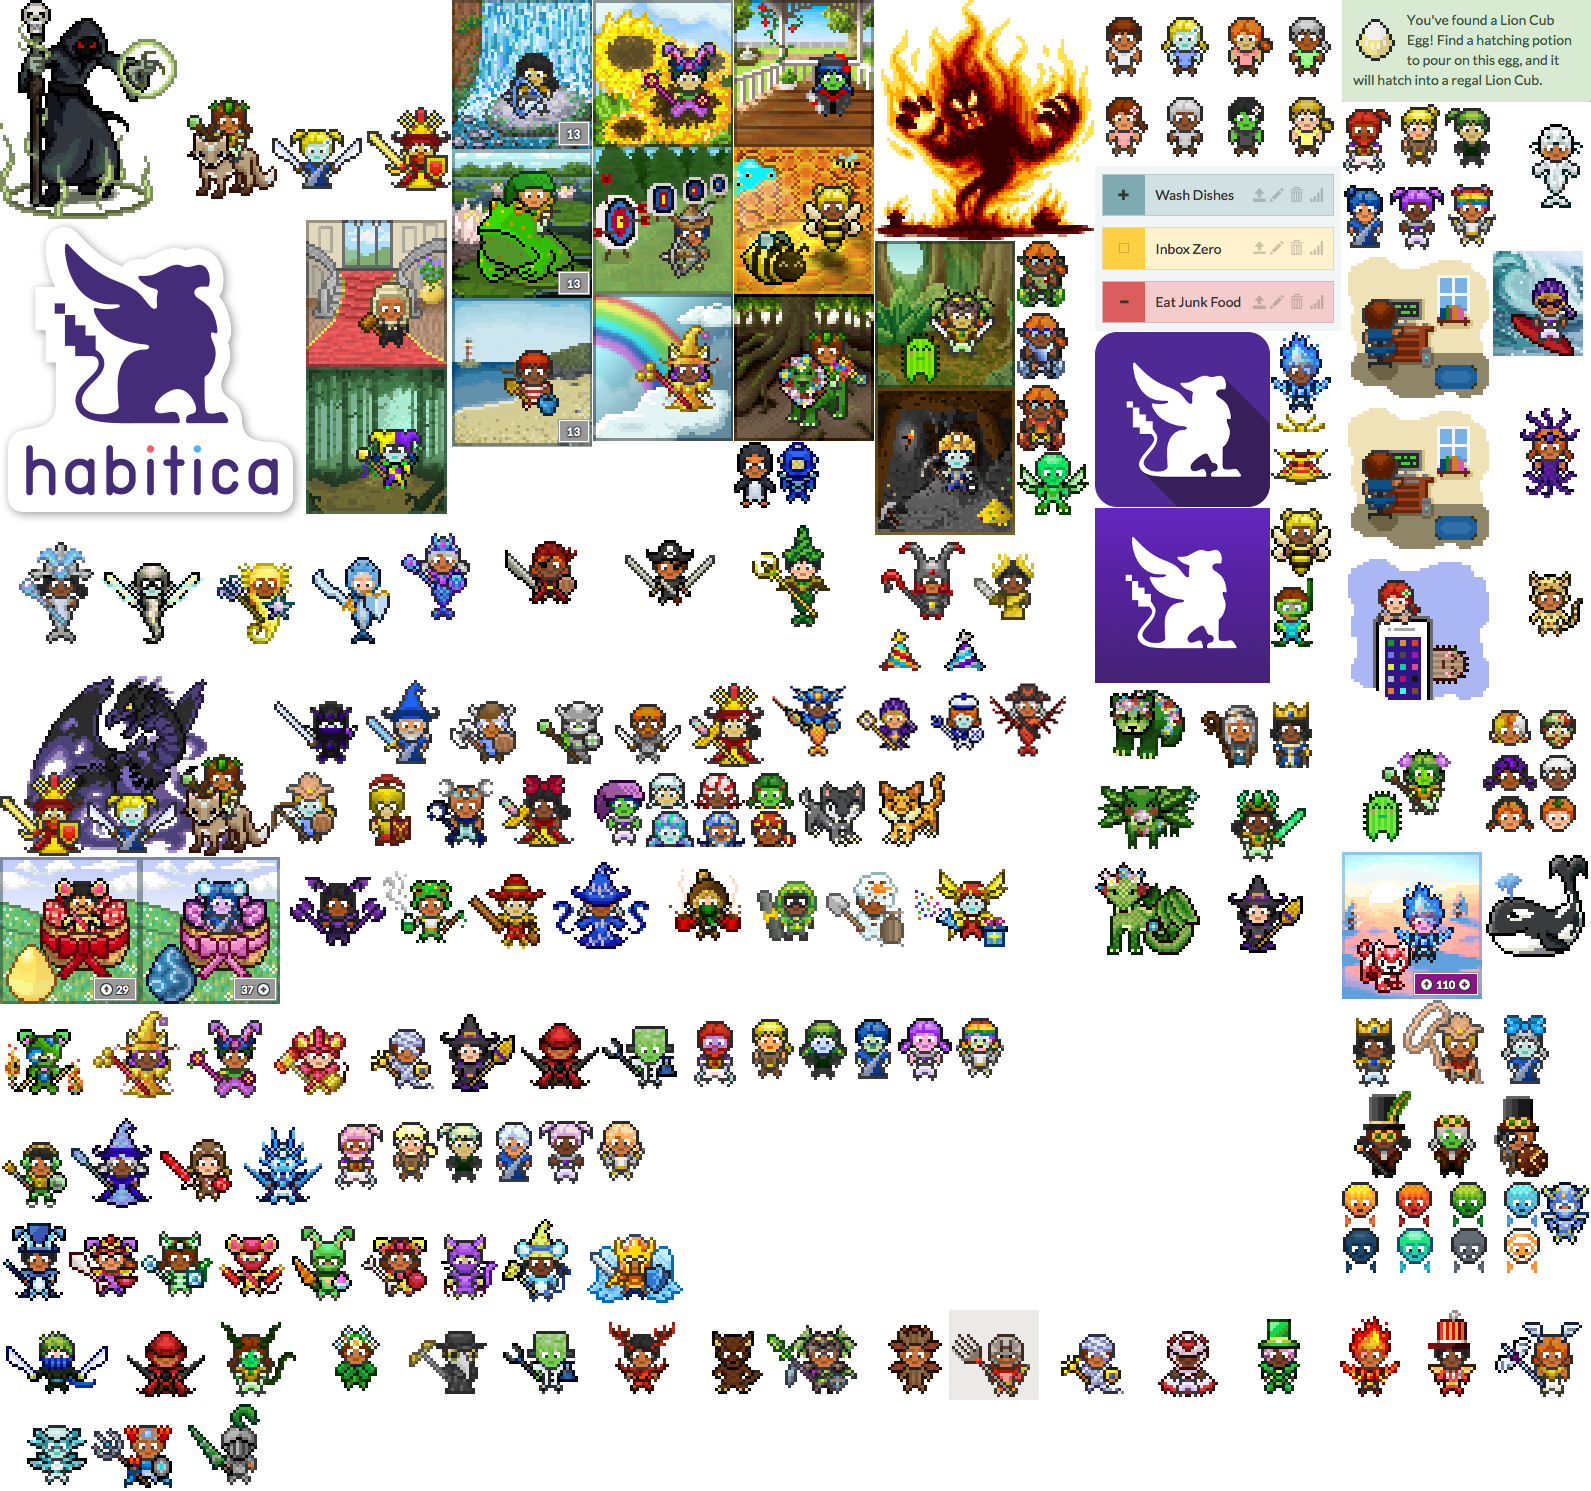 You've found a Lion Cub
Egg! Find a hatching potion
to pour on this egg, and it
will hatch into a regal Lion Cub.
13
13
13
+ Wash Dishes
Inbox Zero
- Eat Junk Food
habitica
29
37
110